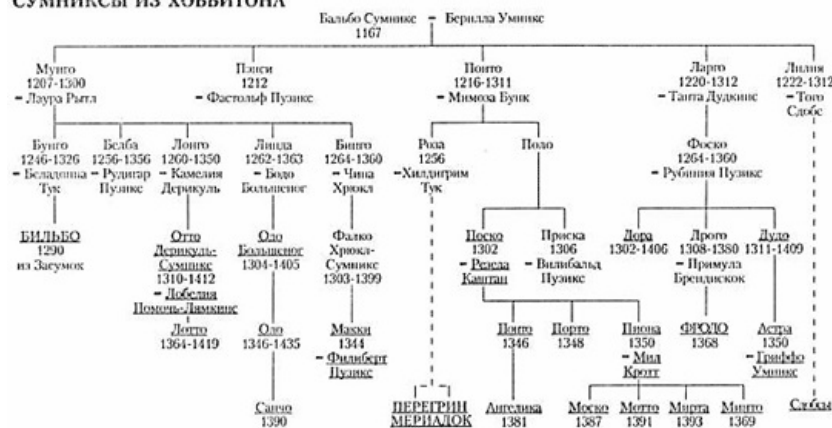 СУМНИКСЫ ИЗ ХОББИТОНА
Бальбо Сумникс – Берилла Умникс
1167
Мунго Пэнси Понто Ларго Лилия
1207-1300 1212 1216-1311 1220-1312 1222-1312
– Лаура Рытл – Фастольф Пузикс – Мимоза Бунк – Танта Дудкинс – Того
Сдобс
Бунго Белба Лонго Линда Бинго Роза Подо Фоско
1246-1326 1256-1356 1260-1350 1262-1363 1264-1360 1256 1264-1360
– Беладонна – Рудигар – Камелия – Бодо – Чина – Хилдигрим – Рубиния Пузикс
Тук Пузикс Дерикуль Большеног Хрюкл Тук
БИЛЬБО Отто Одо Фалко Поско Приска Дора Дрого Дудо
1290 Дерикуль- Большеног Хрюкл- 1302 1306 1302-1406 1308-1380 1311-1409
из Засумок Сумникс 1304-1405 Сумникс – Резеда – Вилибальд – Примула
1310-1412 1303-1399 Каштан Пузикс Брендискок
– Лобелия
Помочь-Лямкинс
Лотто Оло Макки Понто Порто Пиона ФРОДО Астра
1364-1419 1346-1435 1344 1346 1348 1350 1368 1350
– Филиберт – Мил – Гриффо
Пузикс Кротт Умникс
Санчо ПЕРЕГРИН Ангелика Моско Мотто Мирта Минто Сдобсы
1390 МЕРИАДОК 1381 1387 1391 1393 1369